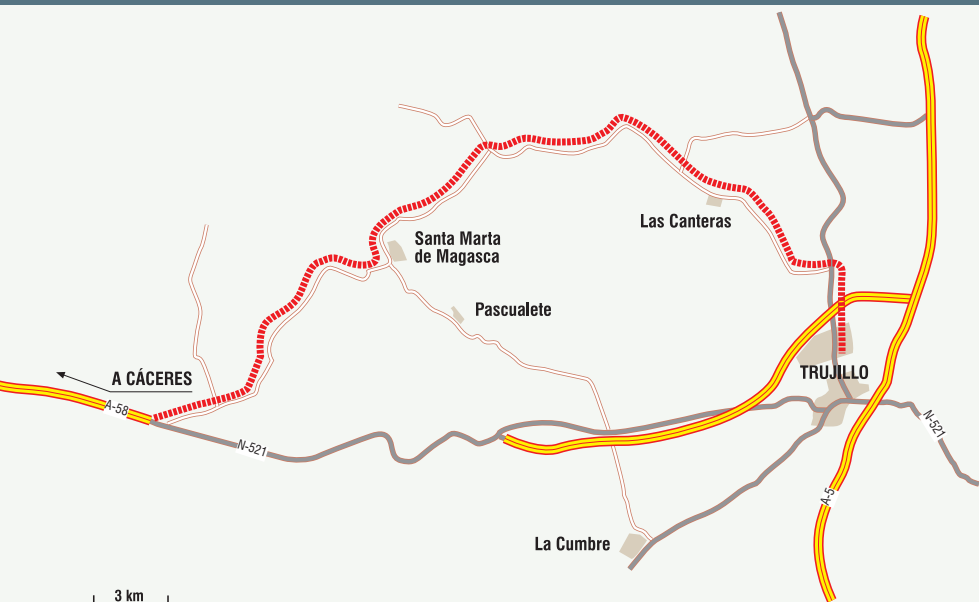 Las Canteras
Santa Marta
de Magasca
Pascualete
A CÁCERES
TRUJILLO
A-58
N-521
N-521
A-5
La Cumbre
3 km